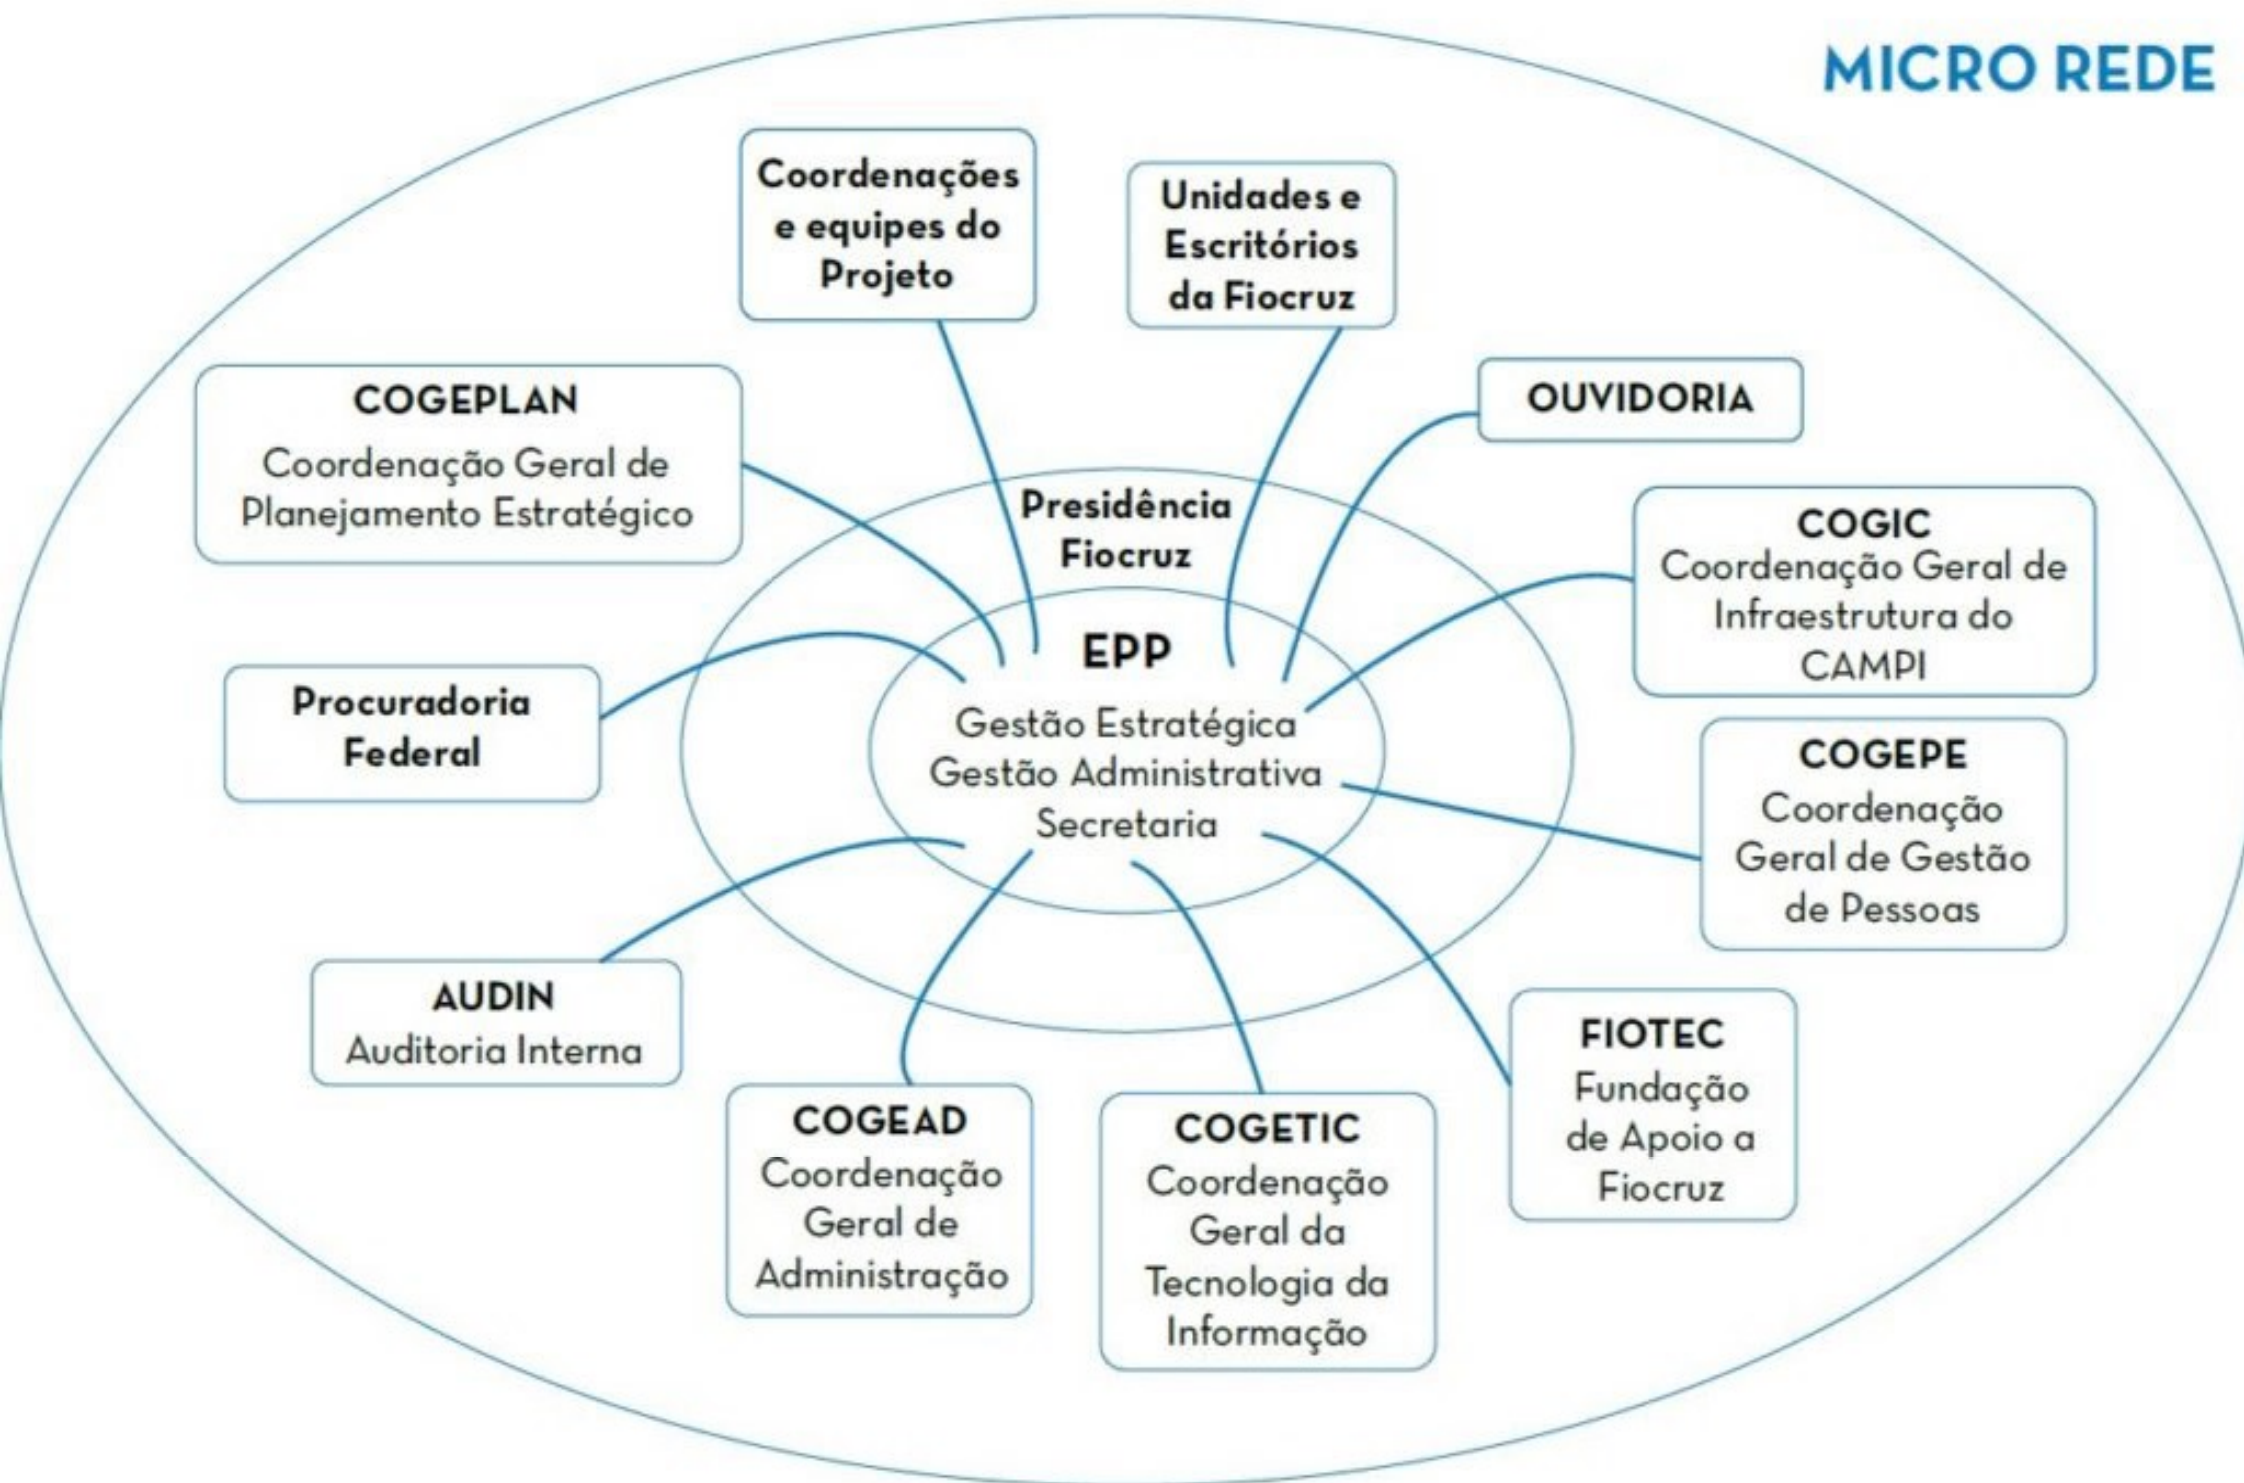 MICRO REDE
Coordenações
e equipes do
Projeto
Unidades e
Escritórios
da Fiocruz
OUVIDORIA
COGEPLAN
Coordenação Geral de
Planejamento Estratégico
Presidência
Fiocruz
COGIC
Coordenação Geral de
Infraestrutura do
CAMPI
EPP
Gestão Estratégica
Gestão Administrativa
Secretaria
Procuradoria
Federal
COGEPE
Coordenação
Geral de Gestão
de Pessoas
AUDIN
Auditoria Interna
FIOTEC
Fundação
de Apoio a
Fiocruz
COGEAD
Coordenação
Geral de
Administração
COGETIC
Coordenação
Geral da
Tecnologia da
Informação